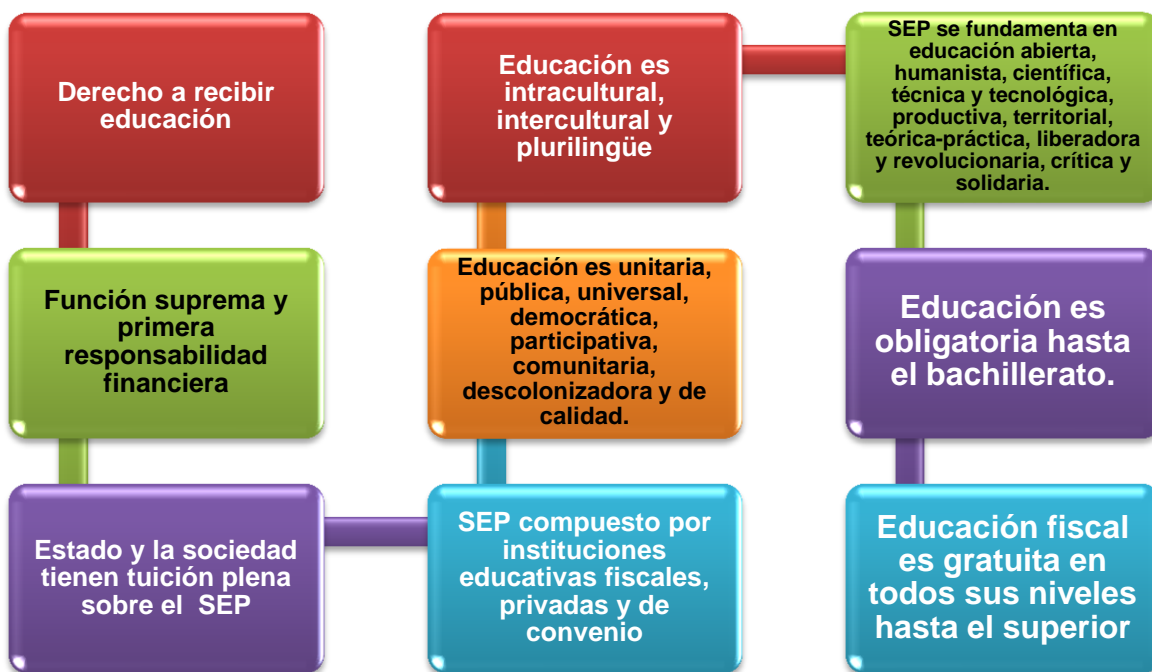 Derecho a recibir
educación
Función suprema y
primera
responsabilidad
financiera
Estado y la sociedad
tienen tuición plena
sobre el SEP
SEP compuesto por
instituciones
educativas fiscales,
privadas y de
convenio
Educación es unitaria,
pública, universal,
democrática,
participativa,
comunitaria,
descolonizadora y de
calidad.
Educación es
intracultural,
intercultural y
plurilingüe
SEP se fundamenta en
educación abierta,
humanista, científica,
técnica y tecnológica,
productiva, territorial,
teórica-práctica, liberadora
y revolucionaria, crítica y
solidaria.
Educación es
obligatoria hasta
el bachillerato.
Educación fiscal
es gratuita en
todos sus niveles
hasta el superior